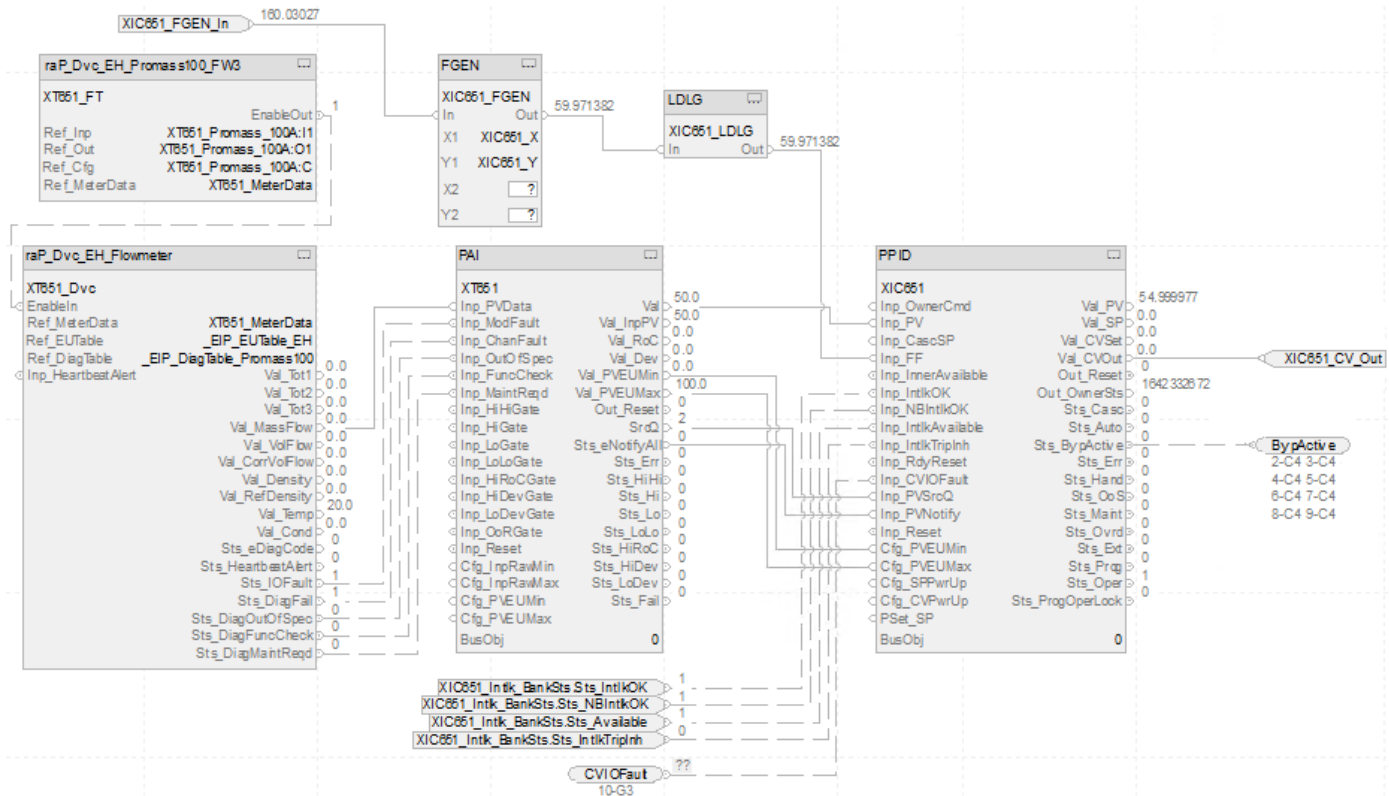 XIC651_FGEN_In 160.03027
raP_Dvc_EH_Promass100_FW3
XT651_FT
EnableOut 1
Ref_Inp XT651_Promass_100A:I1
Ref_Out XT651_Promass_100A:O1
Ref_Cfg XT651_Promass_100A:C
Ref_MeterData XT651_MeterData
FGEN
XIC651_FGEN
In Out 59.971382
X1 XIC651_X
Y1 XIC651_Y
X2 ?
Y2 ?
LDLG
XIC651_LDLG
In Out 59.971382
raP_Dvc_EH_Flowmeter
XT651_Dvc
EnableIn
Ref_MeterData XT651_MeterData
Ref_EUTable _EIP_EUTable_EH
Ref_DiagTable _EIP_DiagTable_Promass100
Inp_HeartbeatAlert
Val_Tot1 0.0
Val_Tot2 0.0
Val_Tot3 0.0
Val_MassFlow 0.0
Val_VolFlow 0.0
Val_CorrVolFlow 0.0
Val_Density 0.0
Val_RefDensity 0.0
Val_Temp 20.0
Val_Cond 0.0
Sts_eDiagCode 0
Sts_HeartbeatAlert 0
Sts_IOFault 1
Sts_DiagFail 1
Sts_DiagOutOfSpec 0
Sts_DiagFuncCheck 0
Sts_DiagMaintReqd 0
PAI
XT651
Inp_PVData Val 50.0
Inp_ModFault Val_InpPV 50.0
Inp_ChanFault Val_RoC 0.0
Inp_OutOfSpec Val_Dev 0.0
Inp_FuncCheck Val_PVEUMin 0.0
Inp_MaintReqd Val_PVEUMax 100.0
Inp_HiHiGate Out_Reset 0
Inp_HiGate SrcQ 2
Inp_LoGate Sts_eNotifyAll 0
Inp_LoLoGate Sts_Err 0
Inp_HiRoCGate Sts_HiHi 0
Inp_HiDevGate Sts_Hi 0
Inp_LoDevGate Sts_Lo 0
Inp_OoRGate Sts_LoLo 0
Inp_Reset Sts_HiRoC 0
Cfg_InpRawMin Sts_HiDev 0
Cfg_InpRawMax Sts_LoDev 0
Cfg_PVEUMin Sts_Fail 0
Cfg_PVEUMax
BusObj 0
PPID
XIC651
Inp_OwnerCmd Val_PV 54.999977
Inp_PV Val_SP 0.0
Inp_CascSP Val_CVSet 0.0
Inp_FF Val_CVOut 0.0
Inp_InnerAvailable Out_Reset 0
Inp_IntlkOK Out_OwnerSts 1642332672
Inp_NBIntlkOK Sts_Casc 0
Inp_IntlkAvailable Sts_Auto 0
Inp_IntlkTripInh Sts_BypActive 0
Inp_RdyReset Sts_Err 0
Inp_CVIOFault Sts_Hand 0
Inp_PVSrcQ Sts_OoS 0
Inp_PVNotify Sts_Maint 0
Inp_Reset Sts_Ovrd 0
Cfg_PVEUMin Sts_Ext 0
Cfg_PVEUMax Sts_Prog 0
Cfg_SPPwrUp Sts_Oper 1
Cfg_CVPwrUp Sts_ProgOperLock 0
PSet_SP
BusObj 0
XIC651_CV_Out
BypActive
2-C4 3-C4
4-C4 5-C4
6-C4 7-C4
8-C4 9-C4
XIC651_Intlk_BankSts.Sts_IntlkOK 1
XIC651_Intlk_BankSts.Sts_NBIntlkOK 1
XIC651_Intlk_BankSts.Sts_Available 1
XIC651_Intlk_BankSts.Sts_IntlkTripInh 0
CVIOFault ??
10-G3